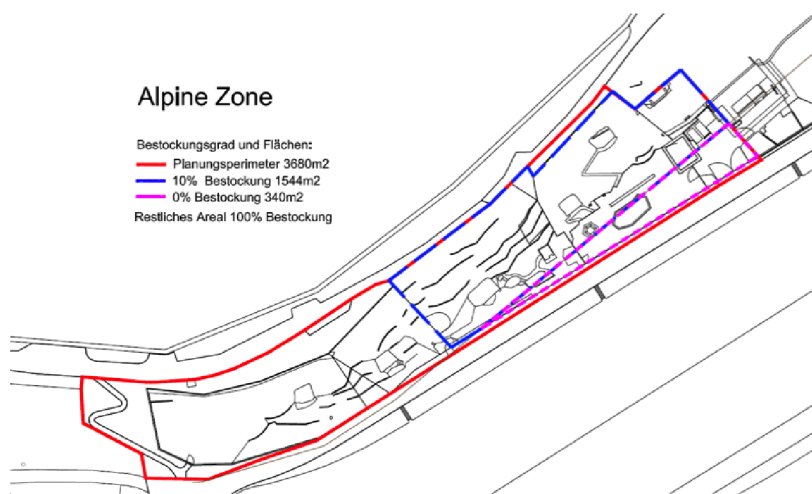 Alpine Zone
Bestockungsgrad und Flächen:
Planungsperimeter 3680m2
10% Bestockung 1544m2
0% Bestockung 340m2
Restliches Areal 100% Bestockung